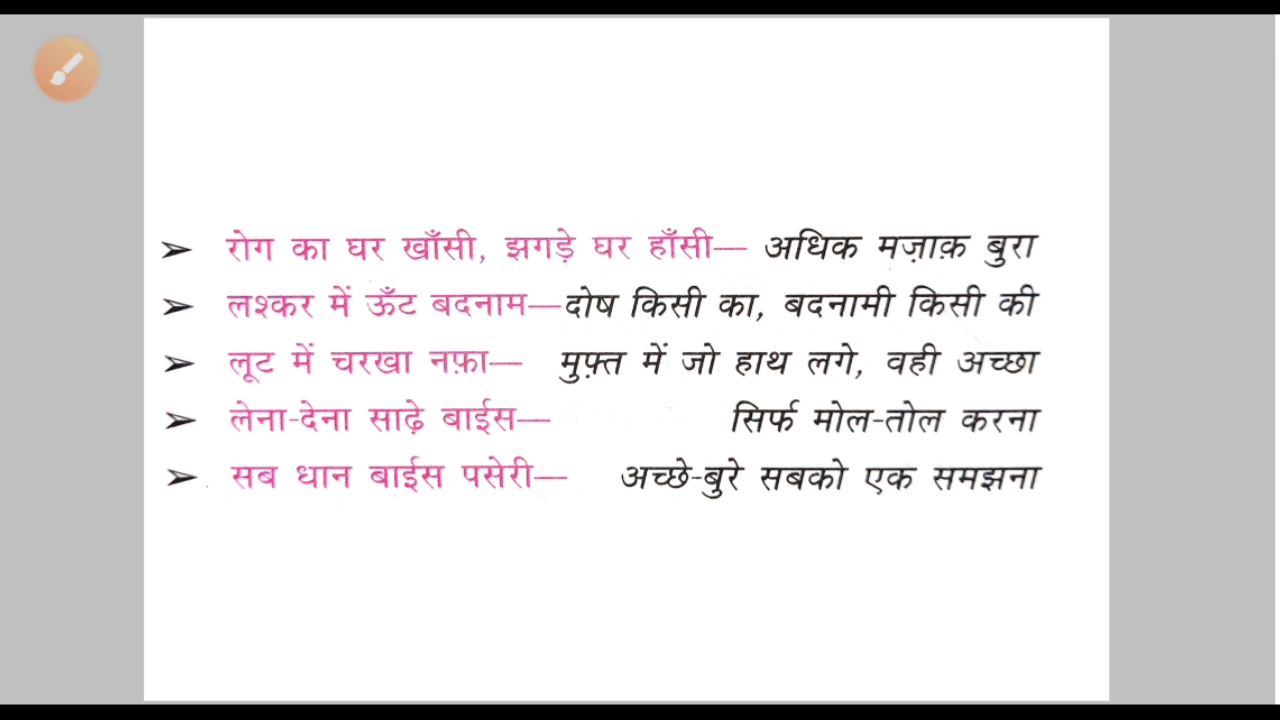 ➢ रोग का घर खाँसी, झगड़े घर हाँसी— अधिक मज़ाक़ बुरा
➢ लश्कर में ऊँट बदनाम—दोष किसी का, बदनामी किसी की
➢ लूट में चरखा नफ़ा— मुफ़्त में जो हाथ लगे, वही अच्छा
➢ लेना-देना साढ़े बाईस— सिर्फ मोल-तोल करना
➢ सब धान बाईस पसेरी— अच्छे-बुरे सबको एक समझना